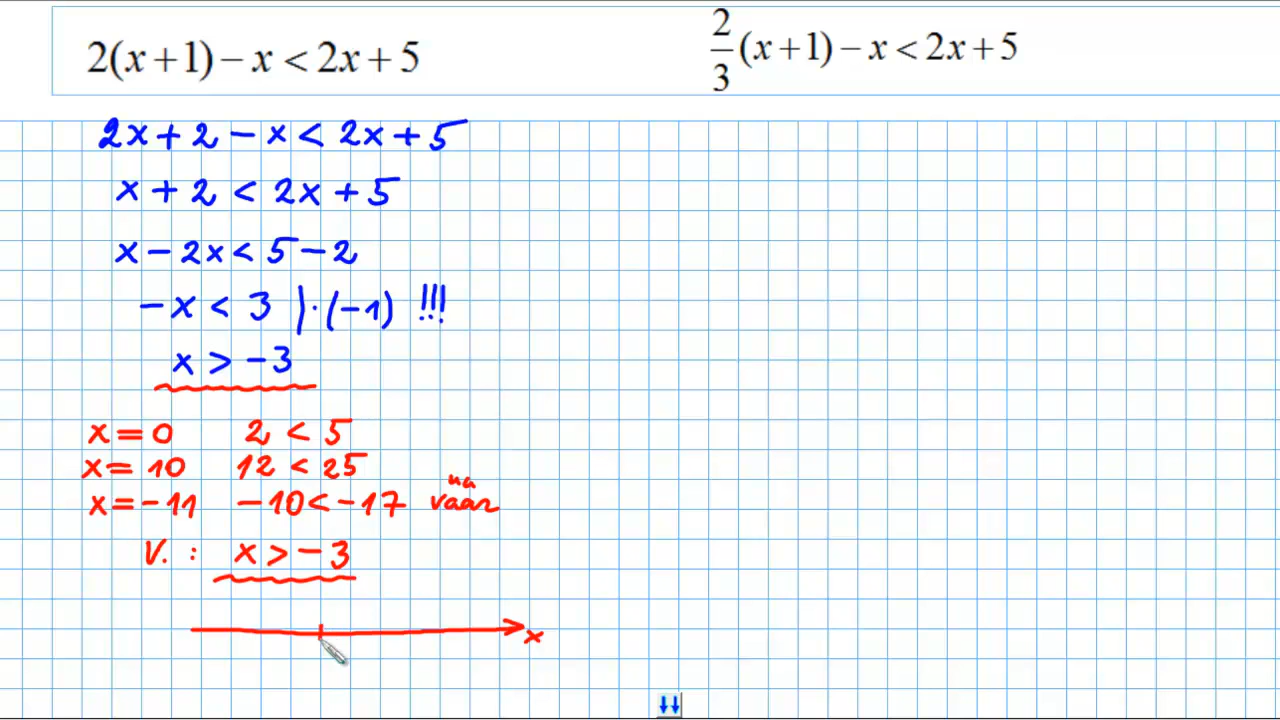 2(x+1)−x<2x+5
2/3(x+1)−x<2x+5
2x+2−x<2x+5
x+2<2x+5
x−2x<5−2
−x<3 |·(−1) !!!
x>−3
x=0 2<5
x=10 12<25
x=−11 −10<−17 vaar
V.: x>−3
x